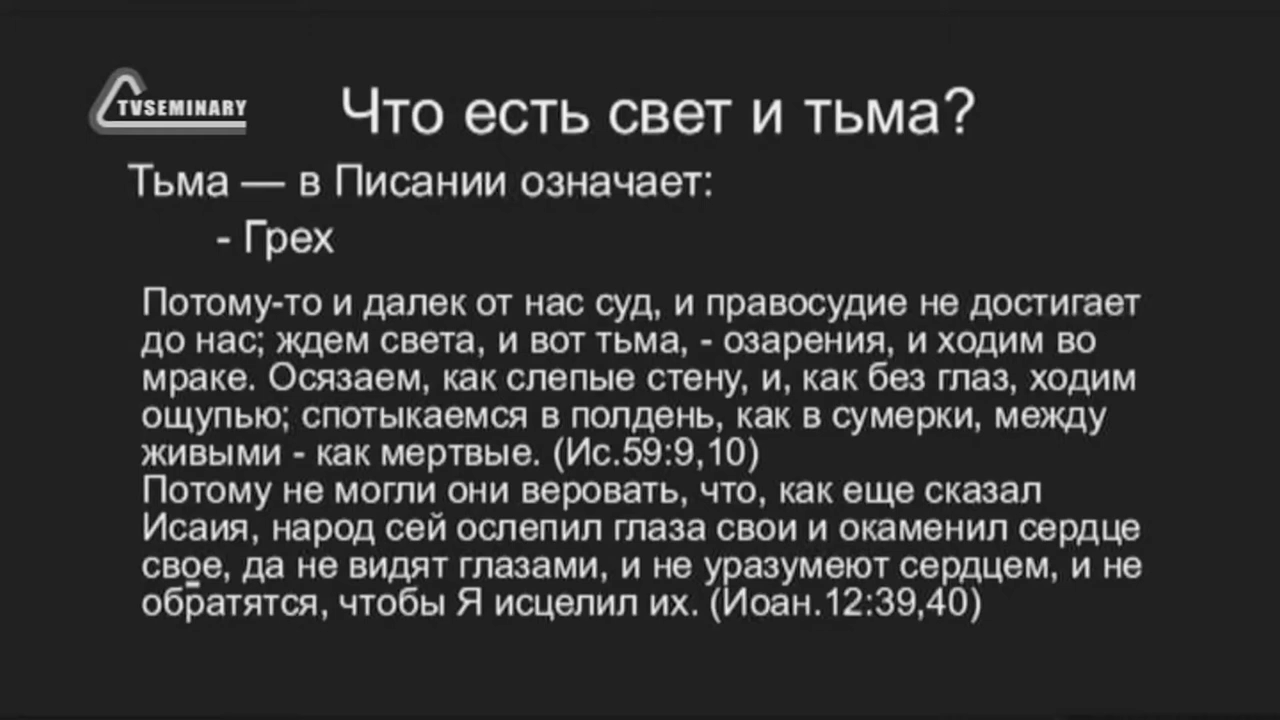 TVSEMINARY
Что есть свет и тьма?
Тьма — в Писании означает:
- Грех
Потому-то и далек от нас суд, и правосудие не достигает
до нас; ждем света, и вот тьма, - озарения, и ходим во
мраке. Осязаем, как слепые стену, и, как без глаз, ходим
ощупью; спотыкаемся в полдень, как в сумерки, между
живыми - как мертвые. (Ис.59:9,10)
Потому не могли они веровать, что, как еще сказал
Исаия, народ сей ослепил глаза свои и окаменил сердце
свое, да не видят глазами, и не уразумеют сердцем, и не
обратятся, чтобы Я исцелил их. (Иоан.12:39,40)